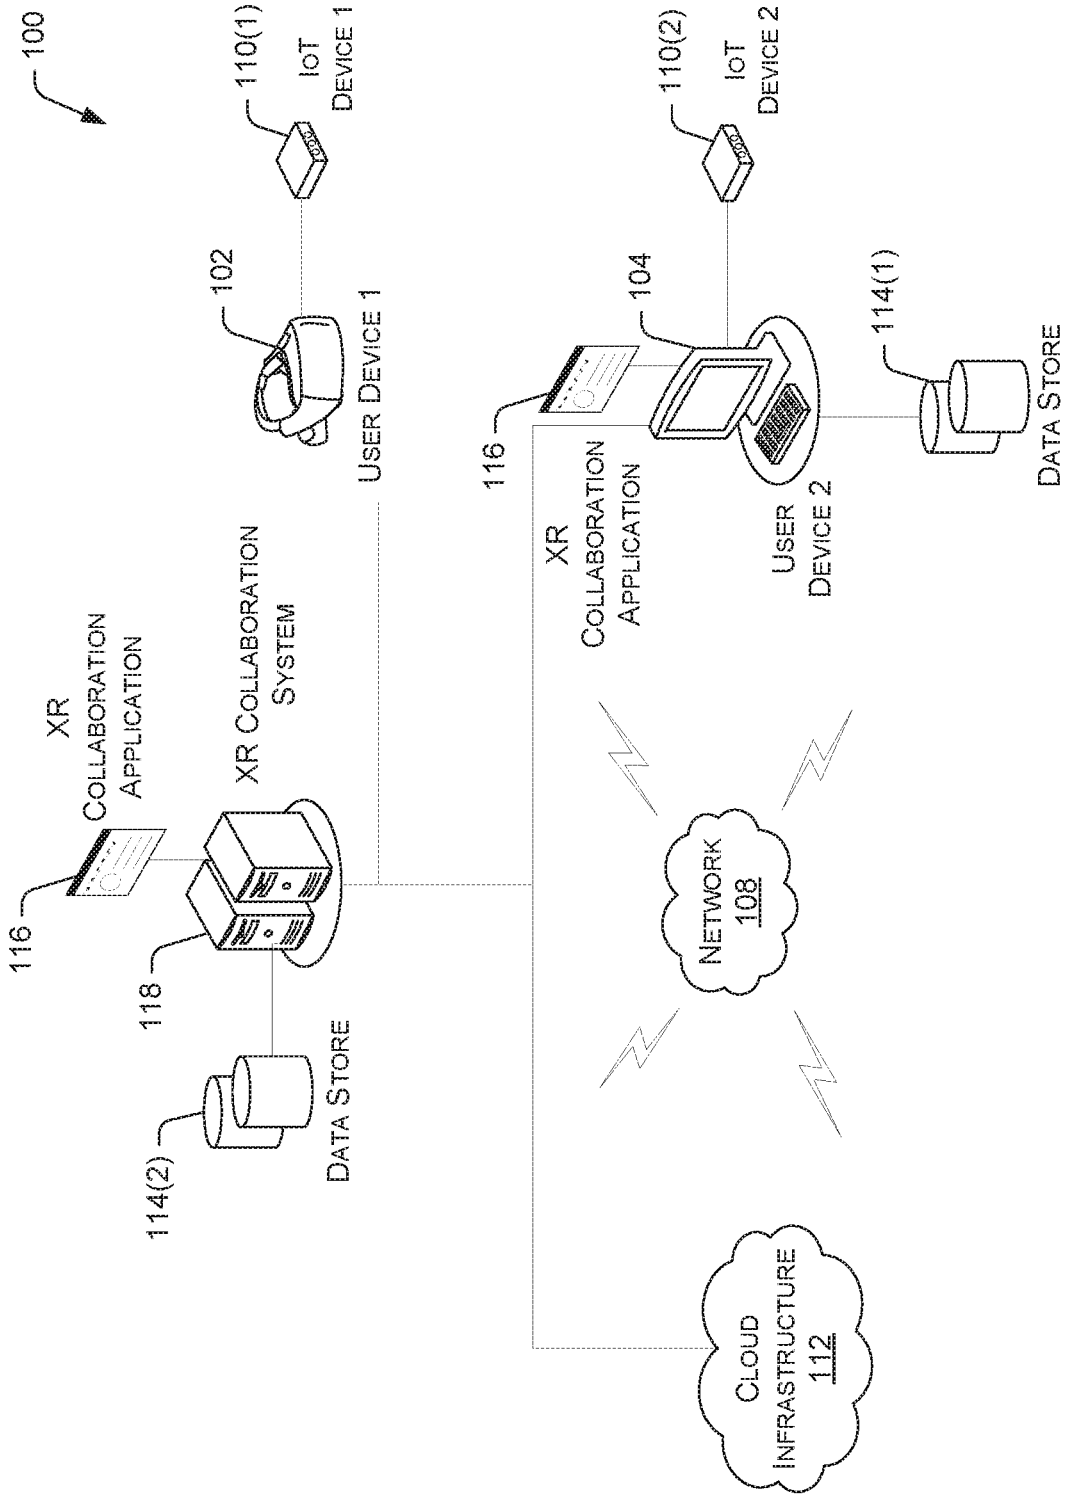 100
116
XR
COLLABORATION
APPLICATION
118
XR COLLABORATION
SYSTEM
114(2)
DATA STORE
102
USER DEVICE 1
110(1)
IOT
DEVICE 1
116
XR
COLLABORATION
APPLICATION
104
USER
DEVICE 2
110(2)
IOT
DEVICE 2
114(1)
DATA STORE
NETWORK
108
CLOUD
INFRASTRUCTURE
112